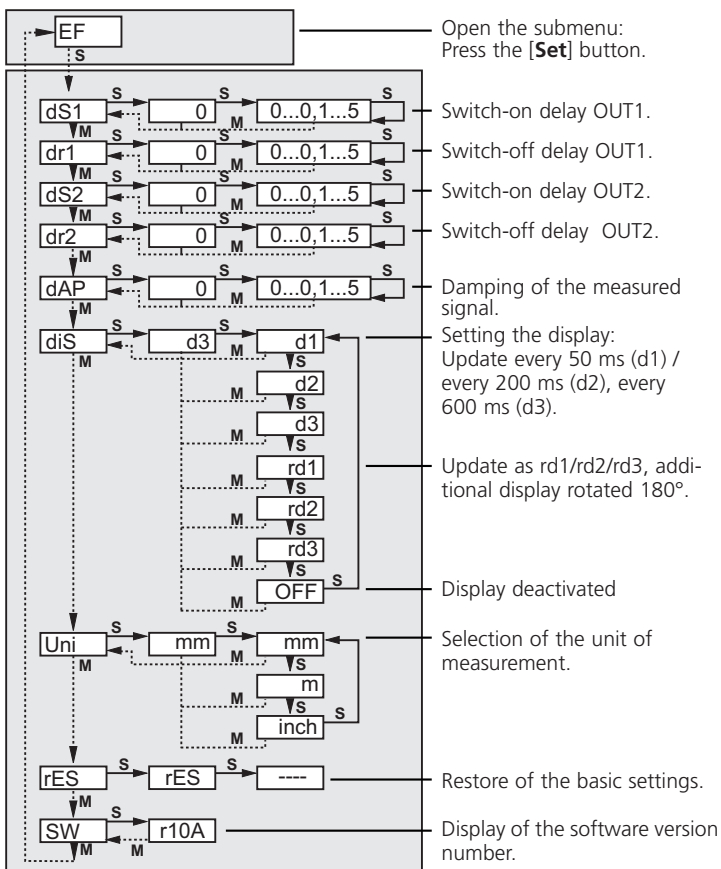 EF
S
Open the submenu:
Press the [Set] button.
dS1 S 0 S 0...0,1...5 S
M
Switch-on delay OUT1.
M
dr1 S 0 S 0...0,1...5 S
M
Switch-off delay OUT1.
M
dS2 S 0 S 0...0,1...5 S
M
Switch-on delay OUT2.
M
dr2 S 0 S 0...0,1...5 S
M
Switch-off delay OUT2.
M
dAP S 0 S 0...0,1...5 S
M
Damping of the measured
signal.
M
diS S d3 S d1
M
M
S
d2
M
S
d3
M
S
rd1
M
S
rd2
M
S
rd3
M
S
OFF S
M
Setting the display:
Update every 50 ms (d1) /
every 200 ms (d2), every
600 ms (d3).
Update as rd1/rd2/rd3, addi-
tional display rotated 180°.
Display deactivated
Uni S mm S mm
M
M
S
m
M
S
inch S
M
Selection of the unit of
measurement.
rES S rES S ----
Restore of the basic settings.
M
SW S r10A
M
M
Display of the software version
number.